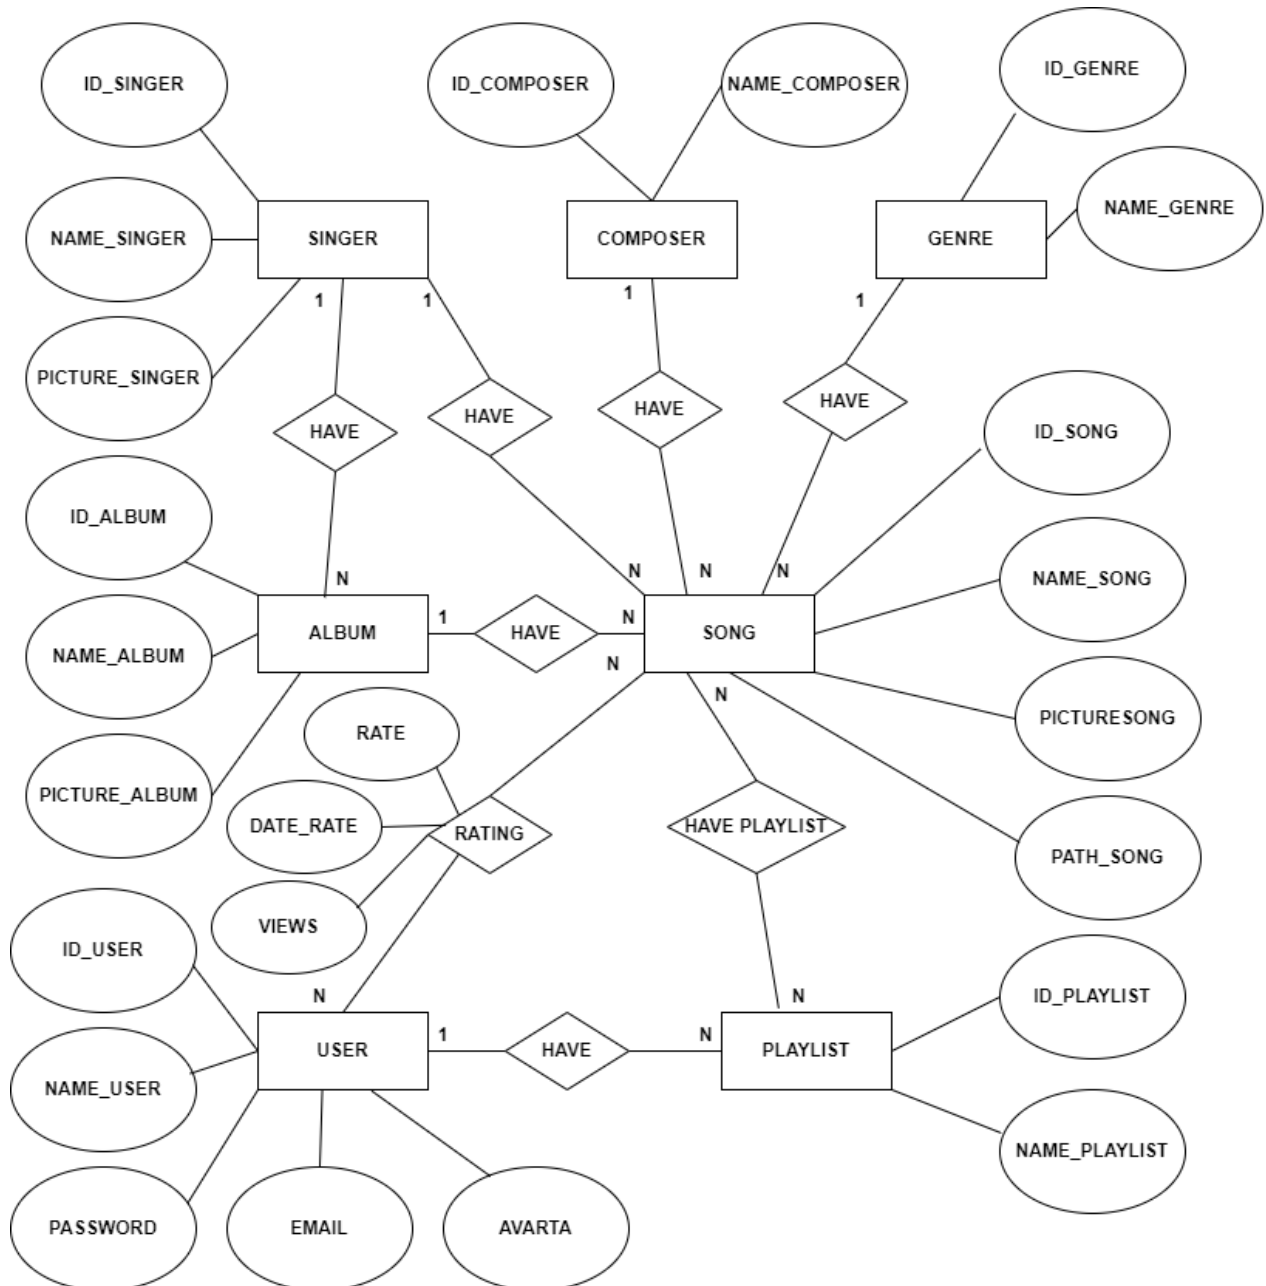 ID_SINGER
ID_COMPOSER
NAME_COMPOSER
ID_GENRE
NAME_SINGER
SINGER
COMPOSER
GENRE
NAME_GENRE
1
1
1
1
PICTURE_SINGER
HAVE
HAVE
HAVE
HAVE
ID_SONG
ID_ALBUM
N
N
N
N
NAME_SONG
NAME_ALBUM
ALBUM
1
HAVE
N
SONG
N
N
PICTURESONG
RATE
PICTURE_ALBUM
DATE_RATE
RATING
HAVE PLAYLIST
PATH_SONG
VIEWS
ID_USER
N
N
ID_PLAYLIST
USER
1
HAVE
N
PLAYLIST
NAME_USER
NAME_PLAYLIST
PASSWORD
EMAIL
AVARTA